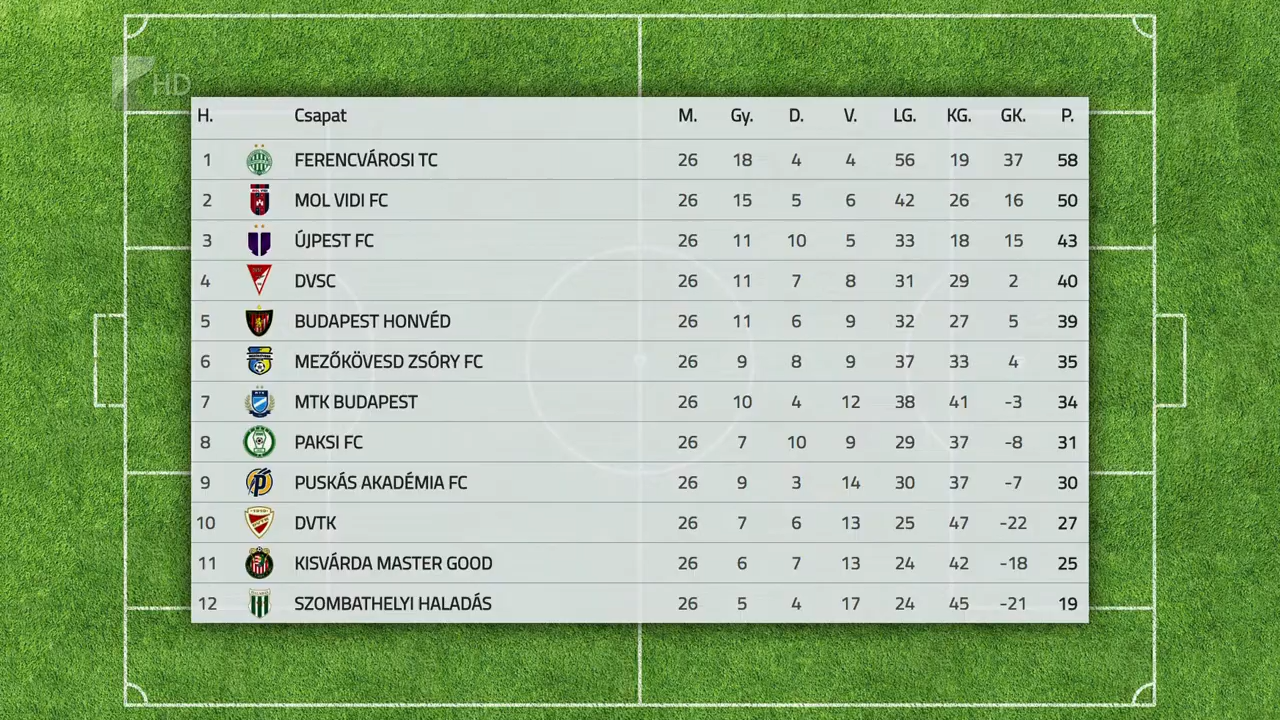 HD
H. Csapat M. Gy. D. V. LG. KG. GK. P.
1 FERENCVÁROSI TC 26 18 4 4 56 19 37 58
2 MOL VIDI FC 26 15 5 6 42 26 16 50
3 ÚJPEST FC 26 11 10 5 33 18 15 43
4 DVSC 26 11 7 8 31 29 2 40
5 BUDAPEST HONVÉD 26 11 6 9 32 27 5 39
6 MEZŐKÖVESD ZSÓRY FC 26 9 8 9 37 33 4 35
7 MTK BUDAPEST 26 10 4 12 38 41 -3 34
8 PAKSI FC 26 7 10 9 29 37 -8 31
9 PUSKÁS AKADÉMIA FC 26 9 3 14 30 37 -7 30
10 DVTK 26 7 6 13 25 47 -22 27
11 KISVÁRDA MASTER GOOD 26 6 7 13 24 42 -18 25
12 SZOMBATHELYI HALADÁS 26 5 4 17 24 45 -21 19